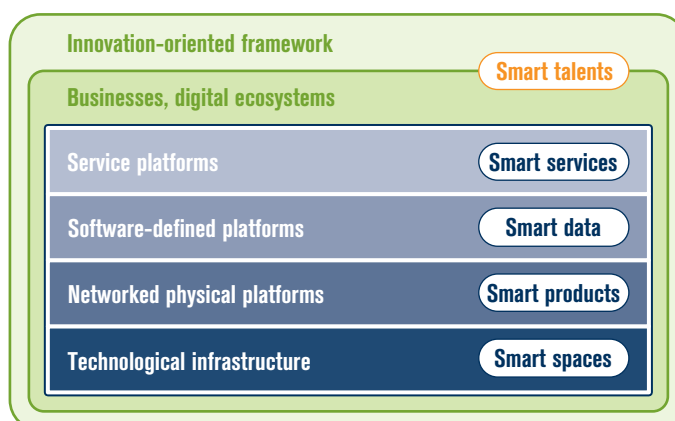 Innovation-oriented framework
Smart talents
Businesses, digital ecosystems
Service platforms
Smart services
Software-defined platforms
Smart data
Networked physical platforms
Smart products
Technological infrastructure
Smart spaces